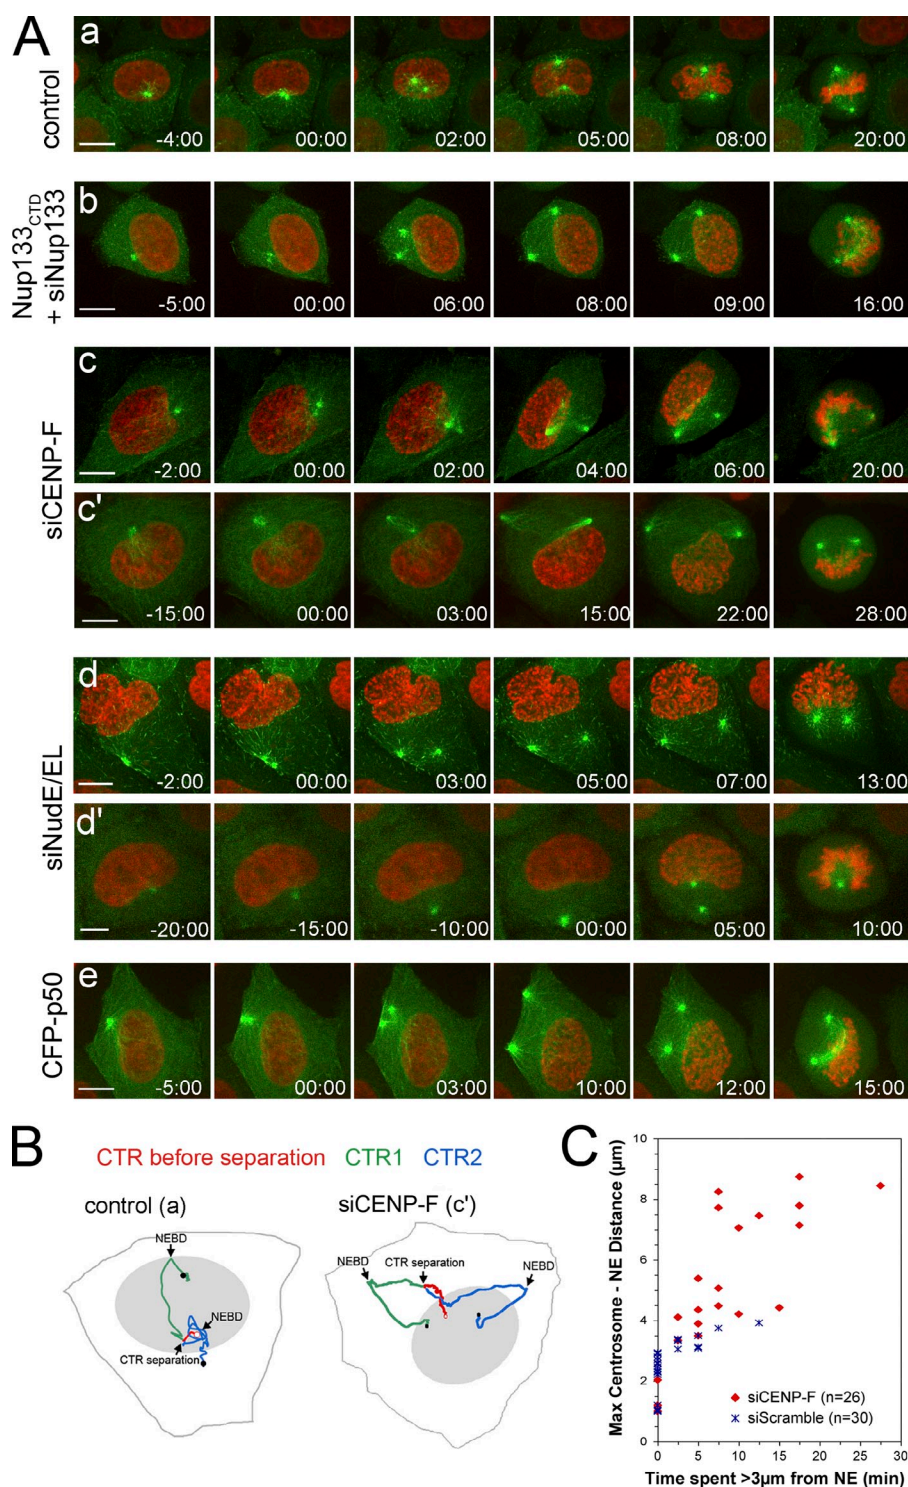 A
control
a
-4:00
00:00
02:00
05:00
08:00
20:00
Nup133CTD
+ siNup133
b
-5:00
00:00
06:00
08:00
09:00
16:00
siCENP-F
c
-2:00
00:00
02:00
04:00
06:00
20:00
c'
-15:00
00:00
03:00
15:00
22:00
28:00
siNudE/EL
d
-2:00
00:00
03:00
05:00
07:00
13:00
d'
-20:00
-15:00
-10:00
00:00
05:00
10:00
CFP-p50
e
-5:00
00:00
03:00
10:00
12:00
15:00
B
CTR before separation CTR1 CTR2
control (a)
NEBD
NEBD
CTR separation
siCENP-F (c')
NEBD
CTR separation
NEBD
C
Max Centrosome - NE Distance (µm)
10
8
6
4
2
0
siCENP-F (n=26)
siScramble (n=30)
0 5 10 15 20 25 30
Time spent >3µm from NE (min)